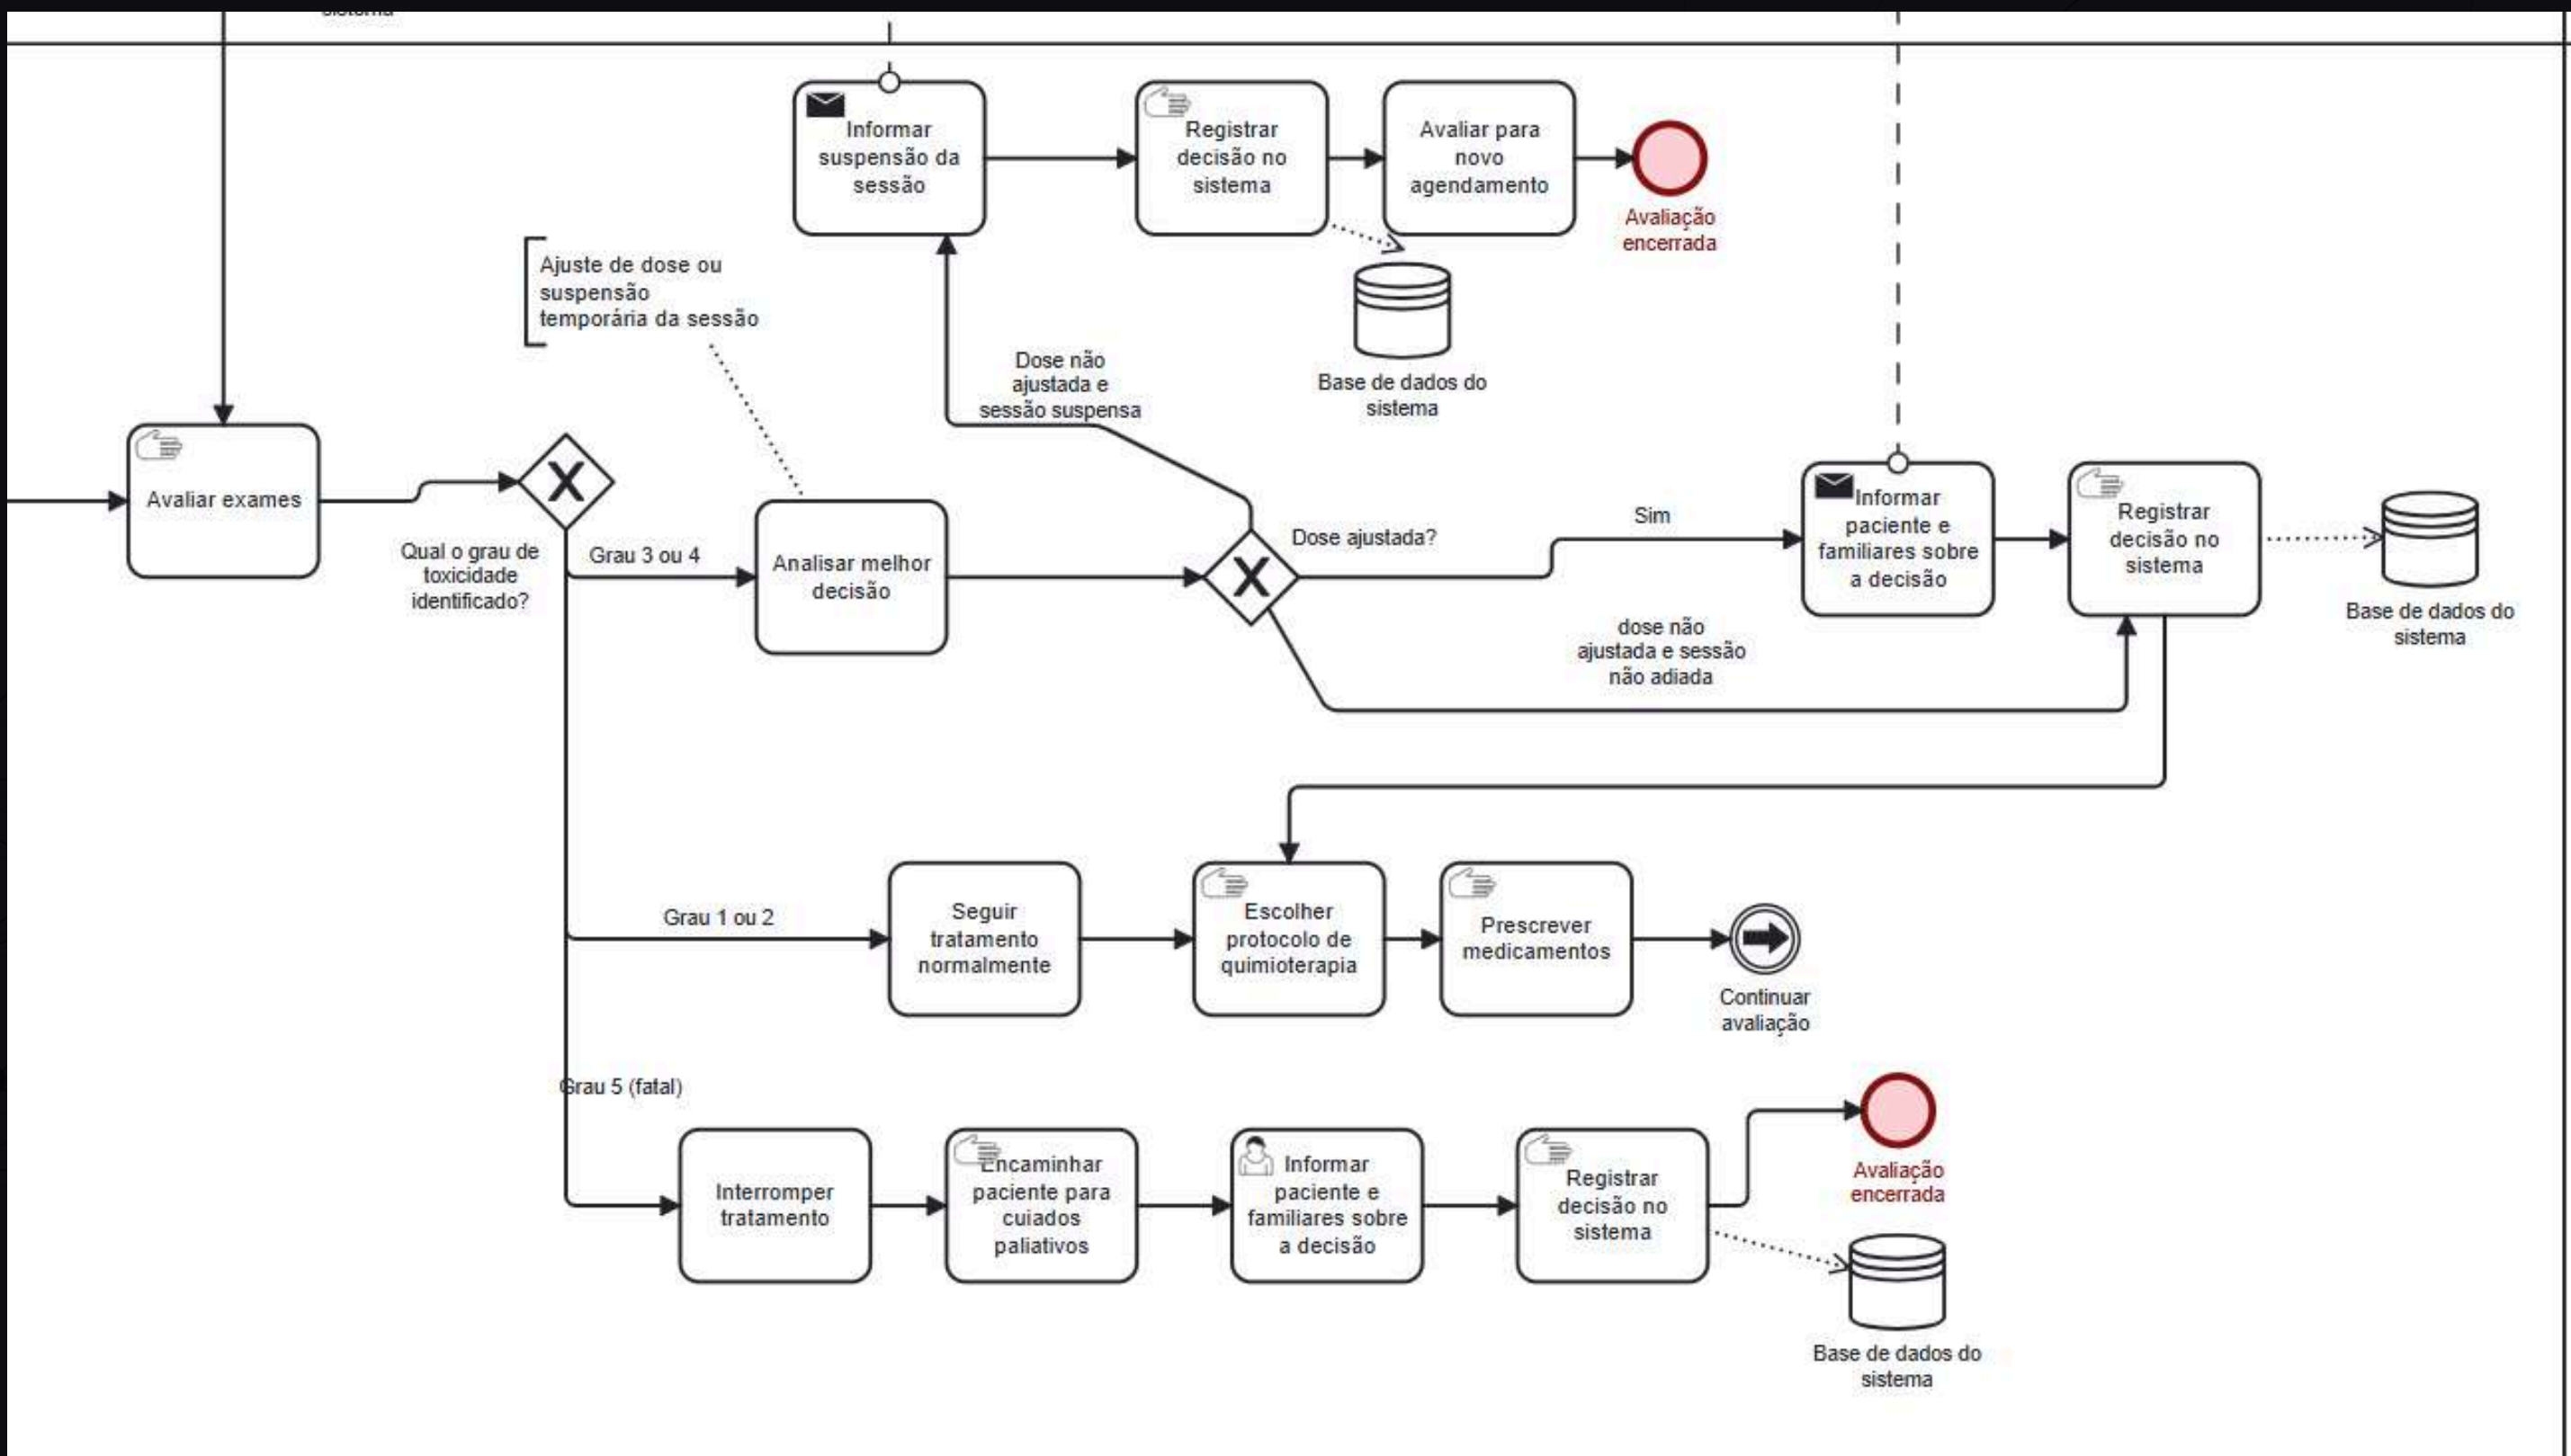 sistema
Informar
suspensão da
sessão
Registrar
decisão no
sistema
Avaliar para
novo
agendamento
Avaliação
encerrada
Ajuste de dose ou
suspensão
temporária da sessão
Base de dados do
sistema
Dose não
ajustada e
sessão suspensa
Avaliar exames
Qual o grau de
toxicidade
identificado?
Grau 3 ou 4
Analisar melhor
decisão
Dose ajustada?
Sim
Informar
paciente e
familiares sobre
a decisão
Registrar
decisão no
sistema
Base de dados do
sistema
dose não
ajustada e sessão
não adiada
Grau 1 ou 2
Seguir
tratamento
normalmente
Escolher
protocolo de
quimioterapia
Prescrever
medicamentos
Continuar
avaliação
Grau 5 (fatal)
Interromper
tratamento
Encaminhar
paciente para
cuiados
paliativos
Informar
paciente e
familiares sobre
a decisão
Registrar
decisão no
sistema
Avaliação
encerrada
Base de dados do
sistema